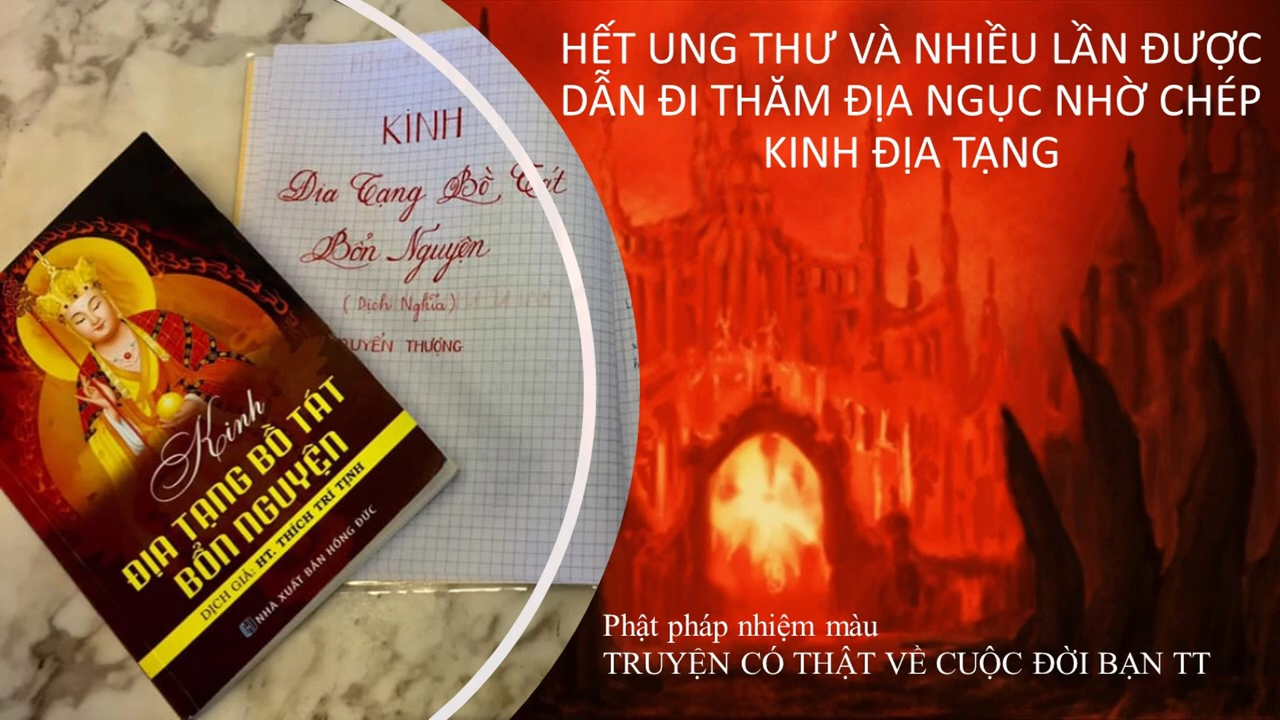 HẾT UNG THƯ VÀ NHIỀU LẦN ĐƯỢC
DẪN ĐI THĂM ĐỊA NGỤC NHỜ CHÉP
KINH ĐỊA TẠNG
KINH
Địa Tạng Bồ Tát
Bổn Nguyện
(Dịch Nghĩa)
QUYỂN THƯỢNG
Kinh
ĐỊA TẠNG BỒ TÁT
BỔN NGUYỆN
DỊCH GIẢ: HT. THÍCH TRÍ TỊNH
NHÀ XUẤT BẢN HỒNG ĐỨC
Phật pháp nhiệm màu
TRUYỆN CÓ THẬT VỀ CUỘC ĐỜI BẠN TT